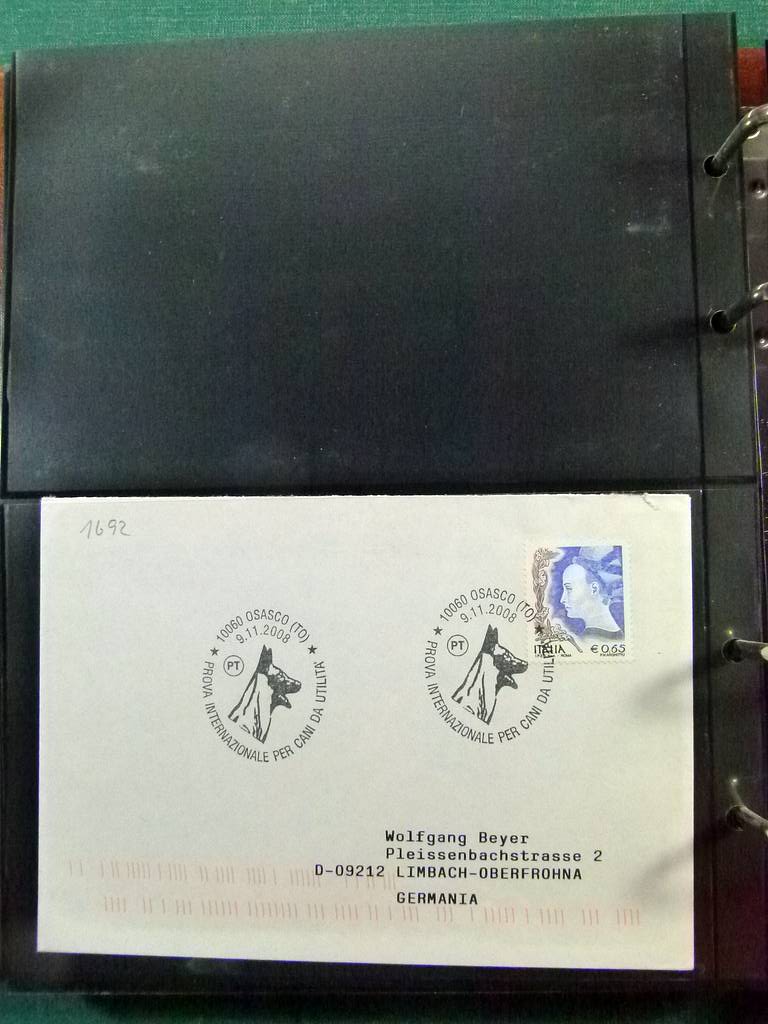 1692
10060 OSASCO (TO)
9.11.2008
PT
PROVA INTERNAZIONALE PER CANI DA UTILITA'
10060 OSASCO (TO)
9.11.2008
PT
PROVA INTERNAZIONALE PER CANI DA UTILITA'
ITALIA € 0,65
ROMA
Wolfgang Beyer
Pleissenbachstrasse 2
D-09212 LIMBACH-OBERFROHNA
GERMANIA